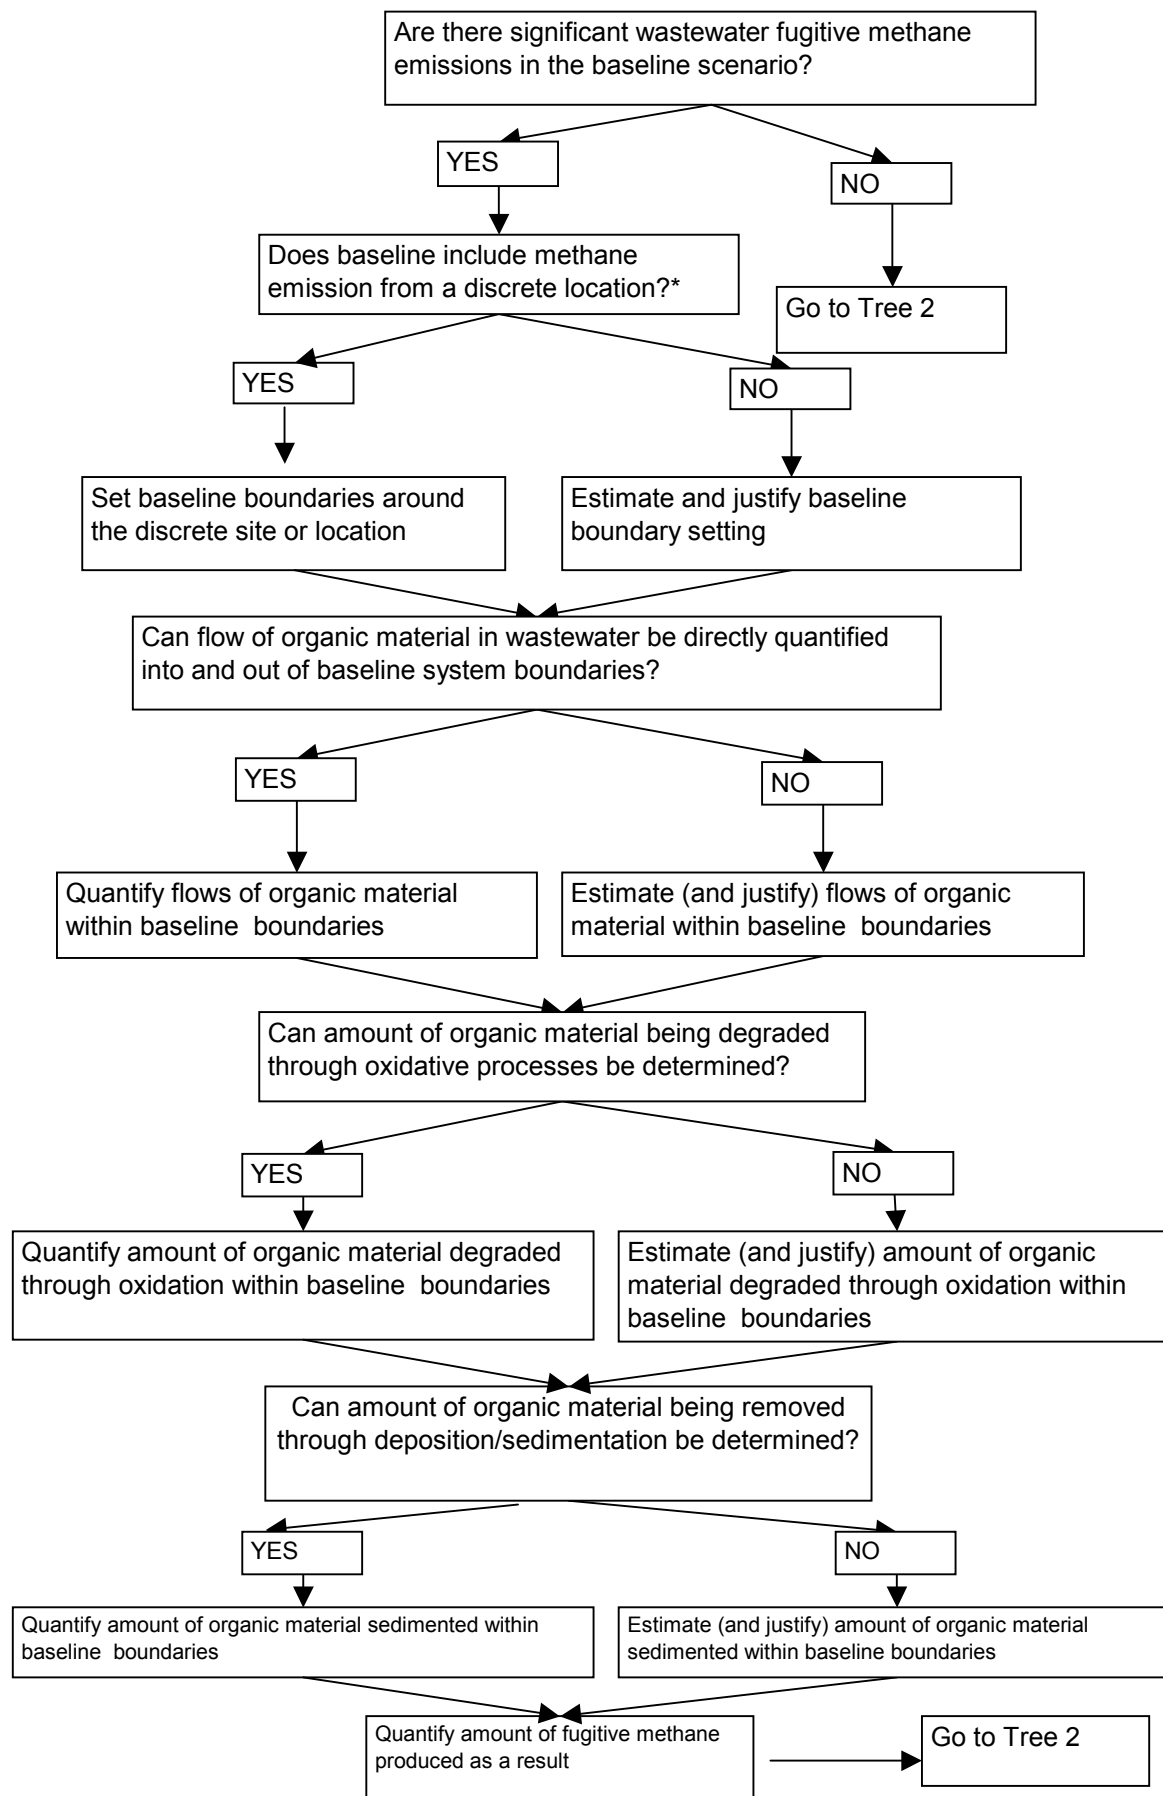 Are there significant wastewater fugitive methane
emissions in the baseline scenario?
YES
NO
Does baseline include methane
emission from a discrete location?*
Go to Tree 2
YES
NO
Set baseline boundaries around
the discrete site or location
Estimate and justify baseline
boundary setting
Can flow of organic material in wastewater be directly quantified
into and out of baseline system boundaries?
YES
NO
Quantify flows of organic material
within baseline boundaries
Estimate (and justify) flows of organic
material within baseline boundaries
Can amount of organic material being degraded
through oxidative processes be determined?
YES
NO
Quantify amount of organic material degraded
through oxidation within baseline boundaries
Estimate (and justify) amount of organic
material degraded through oxidation within
baseline boundaries
Can amount of organic material being removed
through deposition/sedimentation be determined?
YES
NO
Quantify amount of organic material sedimented within
baseline boundaries
Estimate (and justify) amount of organic material
sedimented within baseline boundaries
Quantify amount of fugitive methane
produced as a result
Go to Tree 2